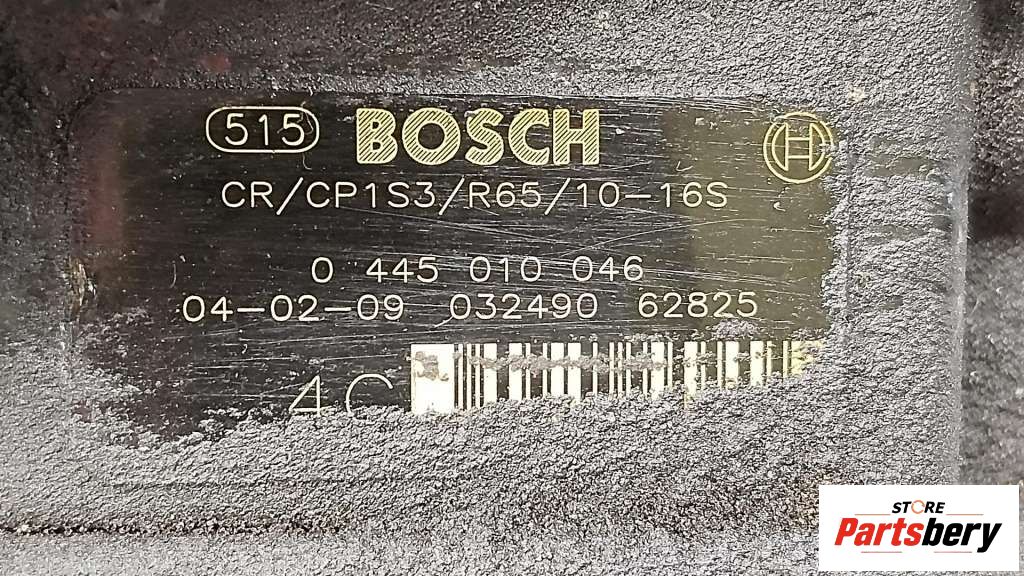 515 BOSCH
CR/CP1S3/R65/10-16S
0 445 010 046
04-02-09 032490 62825
4C
STORE
Partsbery